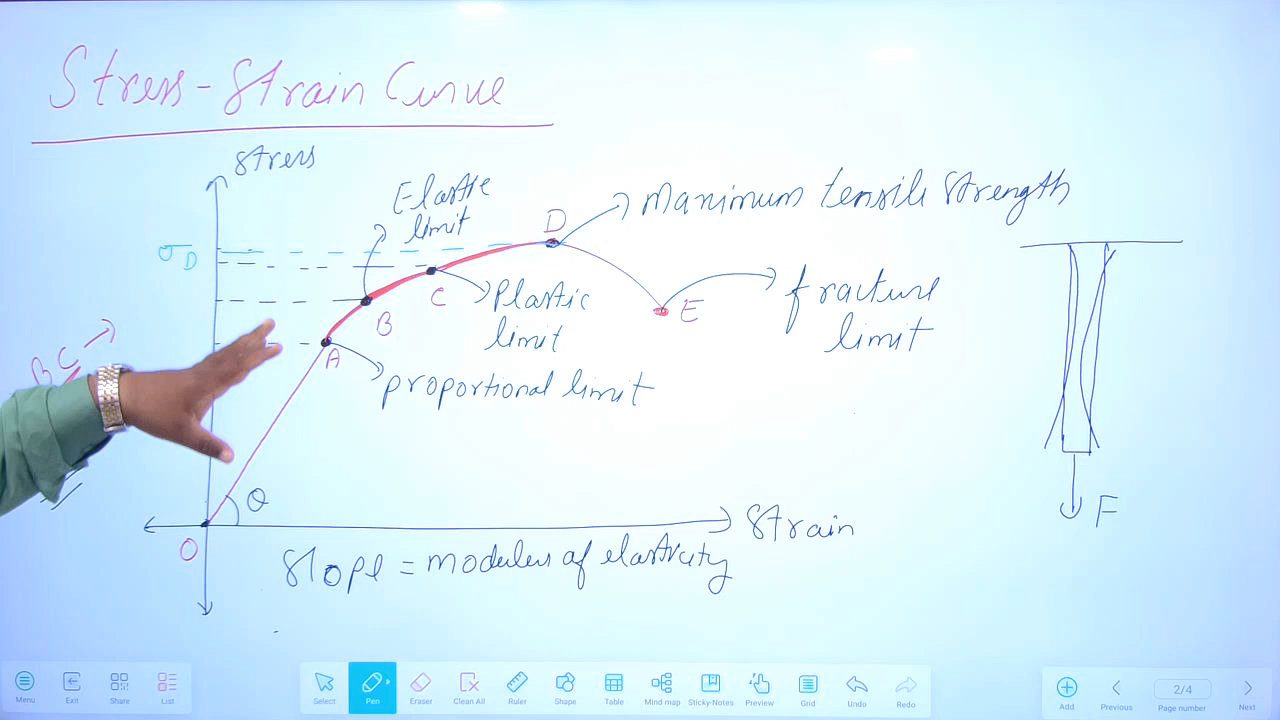 Stress-Strain Curve
Stress
Elastic
limit
D
Maximum tensile strength
σD
C
Plastic
limit
E
fracture
limit
B
A
proportional limit
BC
θ
F
O
Strain
Slope = modulus of elasticity
Menu
Exit
Share
List
Select
Pen
Eraser
Clean All
Ruler
Shape
Table
Mind map
Sticky-Notes
Preview
Grid
Undo
Redo
Add
Previous
2/4
Page number
Next